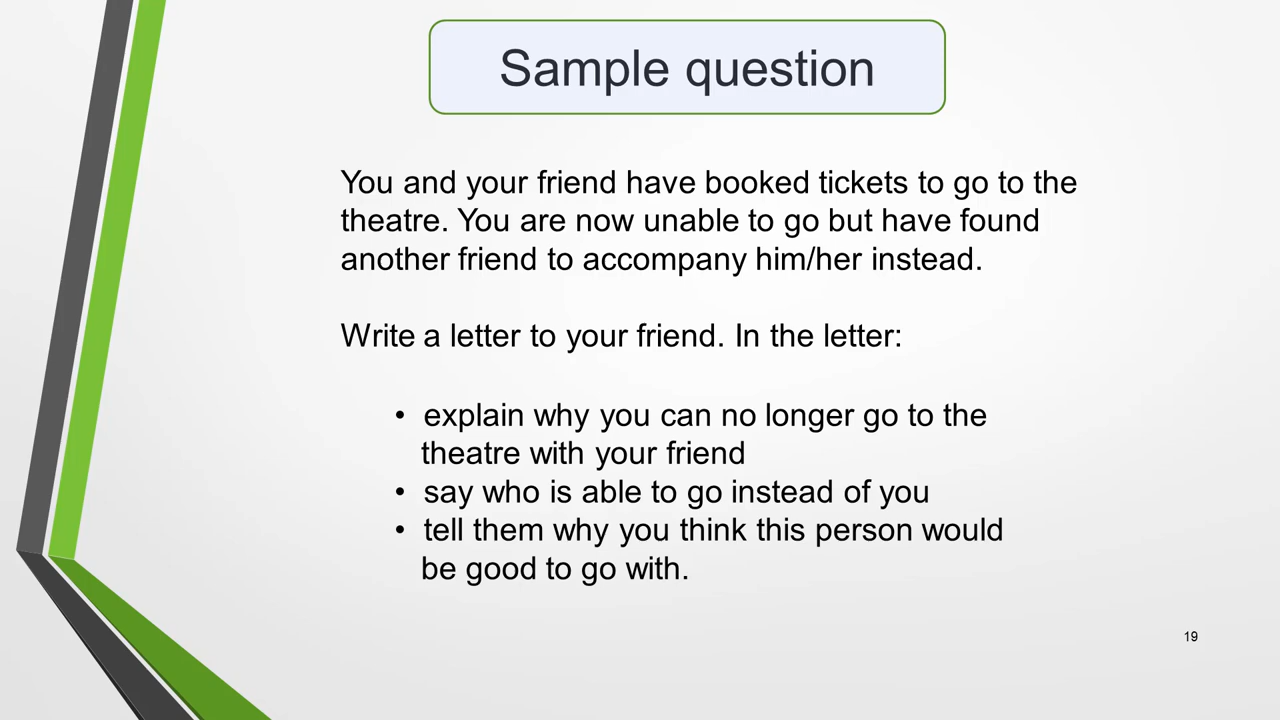 Sample question
You and your friend have booked tickets to go to the
theatre. You are now unable to go but have found
another friend to accompany him/her instead.
Write a letter to your friend. In the letter:
• explain why you can no longer go to the
theatre with your friend
• say who is able to go instead of you
• tell them why you think this person would
be good to go with.
19